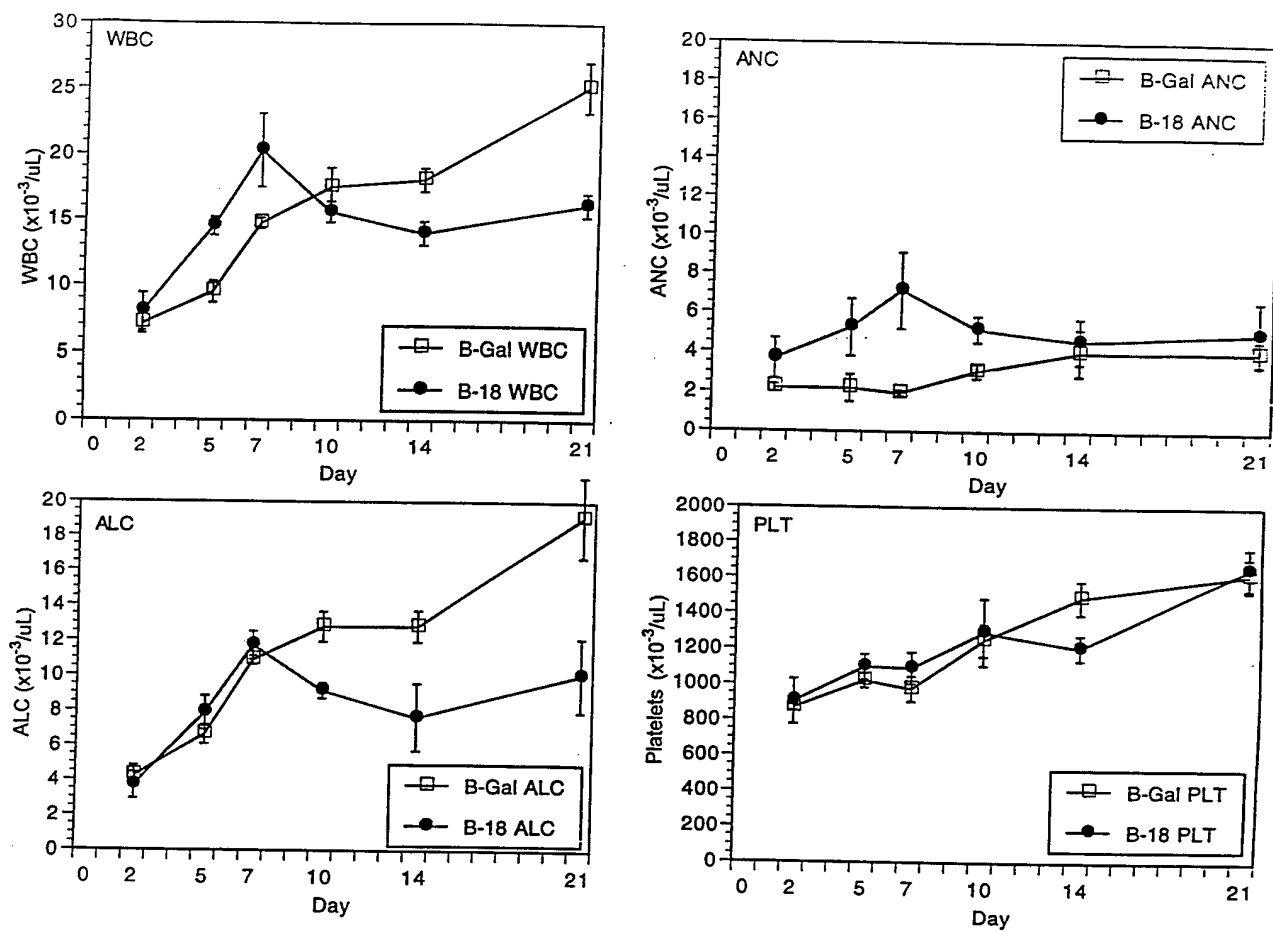 WBC
30
25
20
15
10
5
0
WBC (x10⁻³/uL)
B-Gal WBC
B-18 WBC
0 2 5 7 10 14 21
Day
ANC
20
18
16
14
12
10
8
6
4
2
0
ANC (x10⁻³/uL)
B-Gal ANC
B-18 ANC
0 2 5 7 10 14 21
Day
ALC
20
18
16
14
12
10
8
6
4
2
0
ALC (x10⁻³/uL)
B-Gal ALC
B-18 ALC
0 2 5 7 10 14 21
Day
PLT
2000
1800
1600
1400
1200
1000
800
600
400
200
0
Platelets (x10⁻³/uL)
B-Gal PLT
B-18 PLT
0 2 5 7 10 14 21
Day